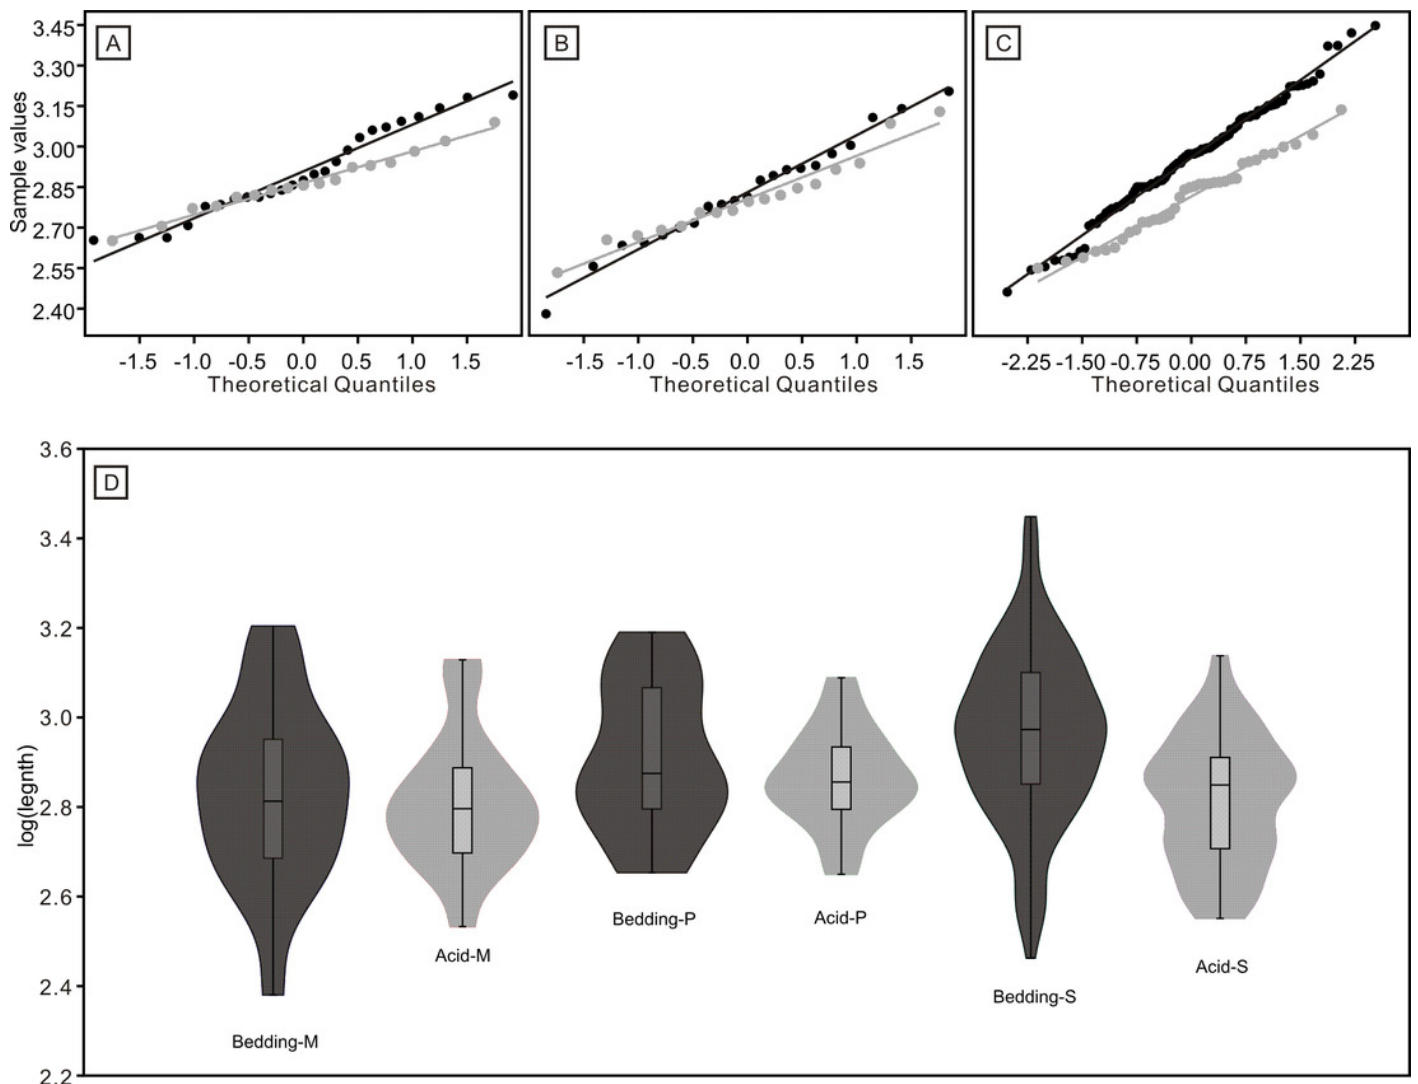 A
B
C
Sample values
3.45
3.30
3.15
3.00
2.85
2.70
2.55
2.40
-1.5 -1.0 -0.5 0.0 0.5 1.0 1.5
-1.5 -1.0 -0.5 0.0 0.5 1.0 1.5
-2.25 -1.50 -0.75 0.00 0.75 1.50 2.25
Theoretical Quantiles
Theoretical Quantiles
Theoretical Quantiles
D
log(legnth)
3.6
3.4
3.2
3.0
2.8
2.6
2.4
2.2
Bedding-M
Acid-M
Bedding-P
Acid-P
Bedding-S
Acid-S